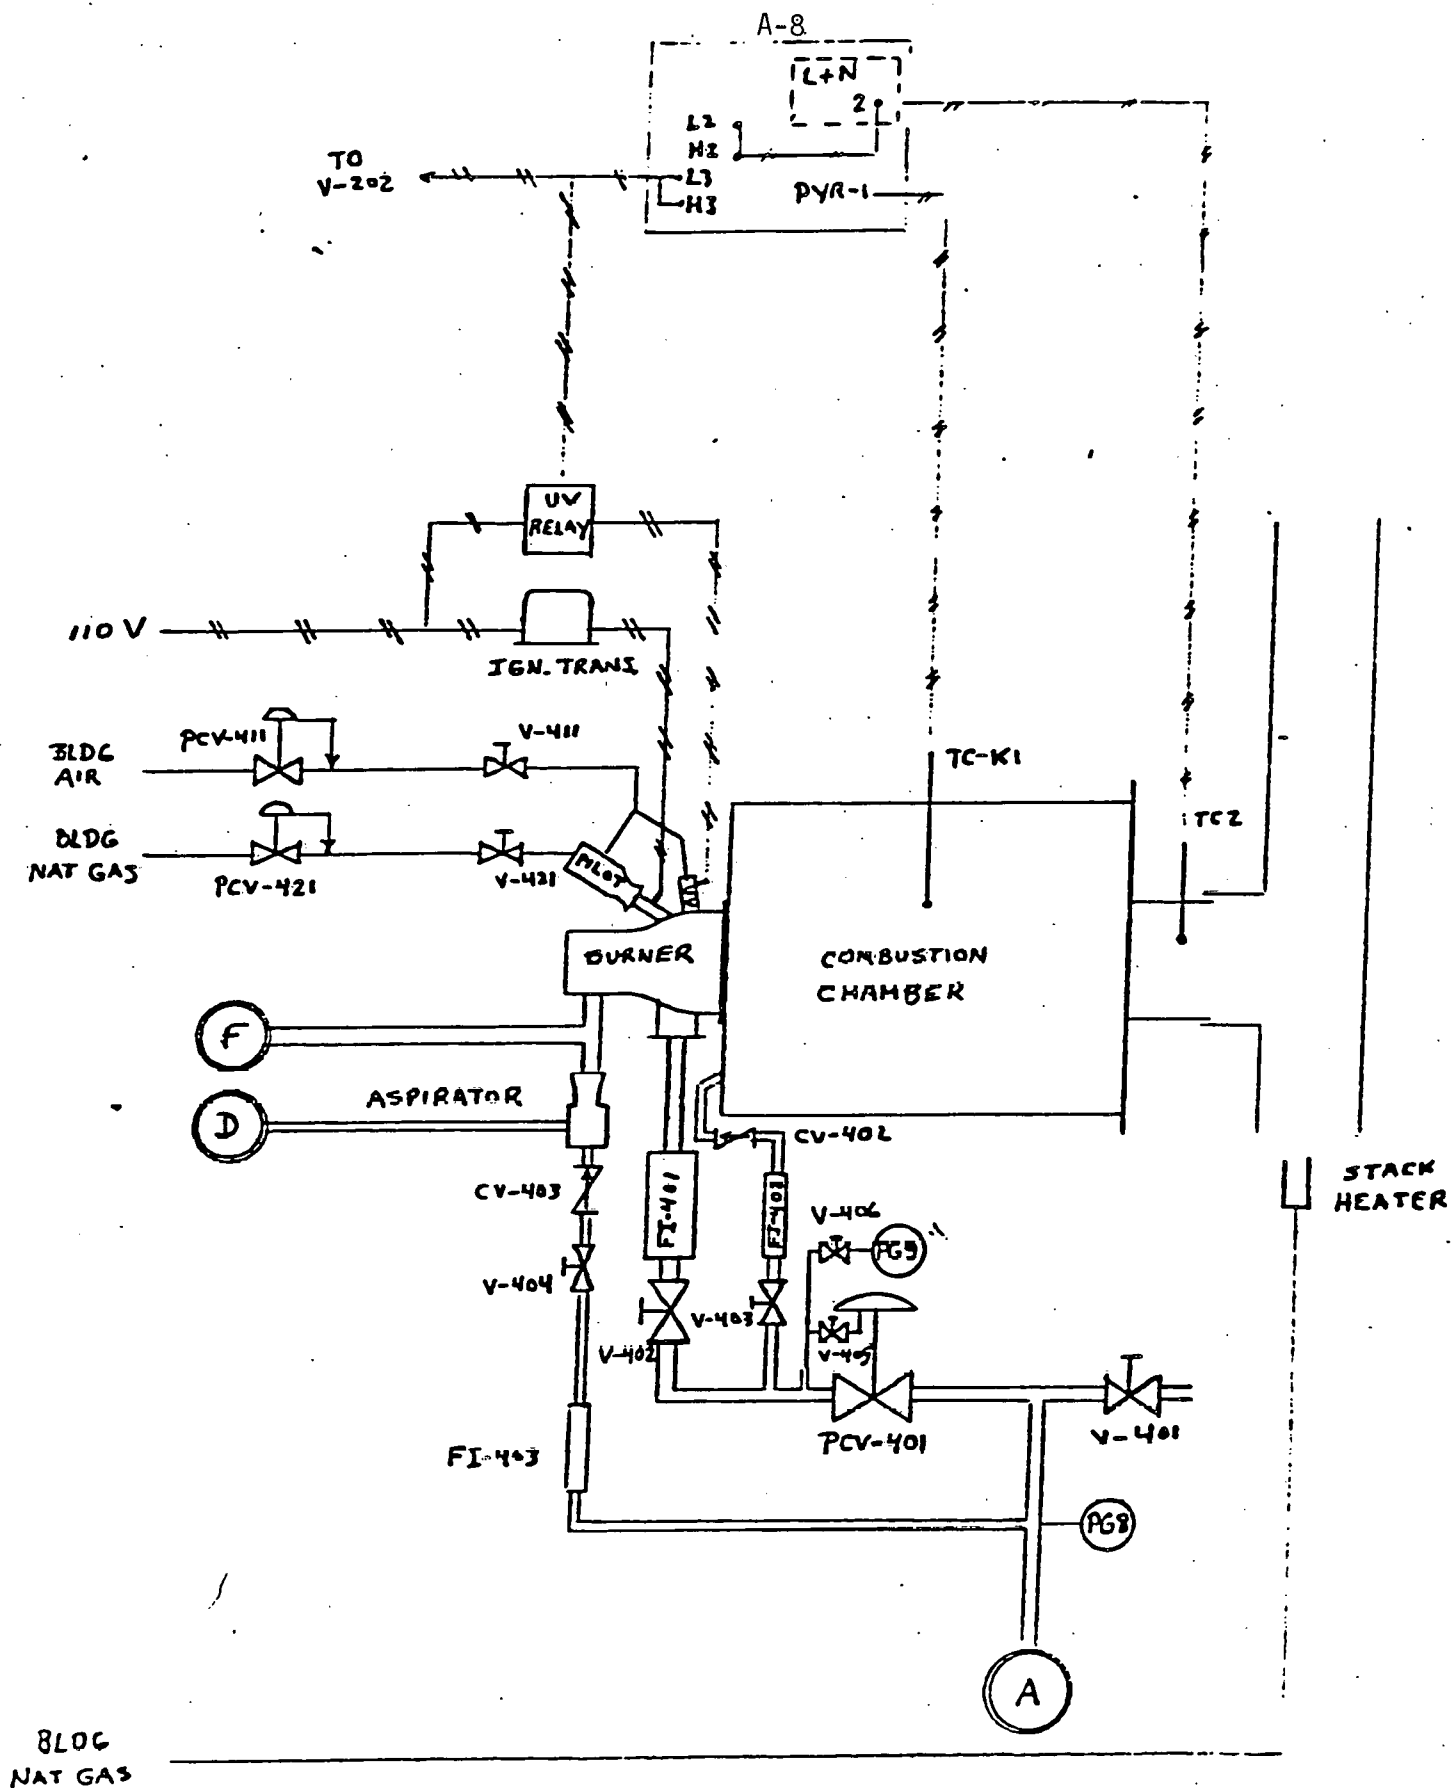 A-8
L+N
2
L2
H2
TO
V-202
L3
H3
PYR-1
UV
RELAY
110 V
IGN. TRANS
PCV-411
V-411
BLDG
AIR
TC-K1
TC2
BLDG
NAT GAS
PCV-421
V-421
PILOT
BURNER
COMBUSTION
CHAMBER
F
ASPIRATOR
D
CV-402
CV-403
FI-401
STACK
HEATER
V-406
PG9
V-404
V-403
V-402
V-405
PCV-401
V-401
FI-403
PG8
A
BLDG
NAT GAS